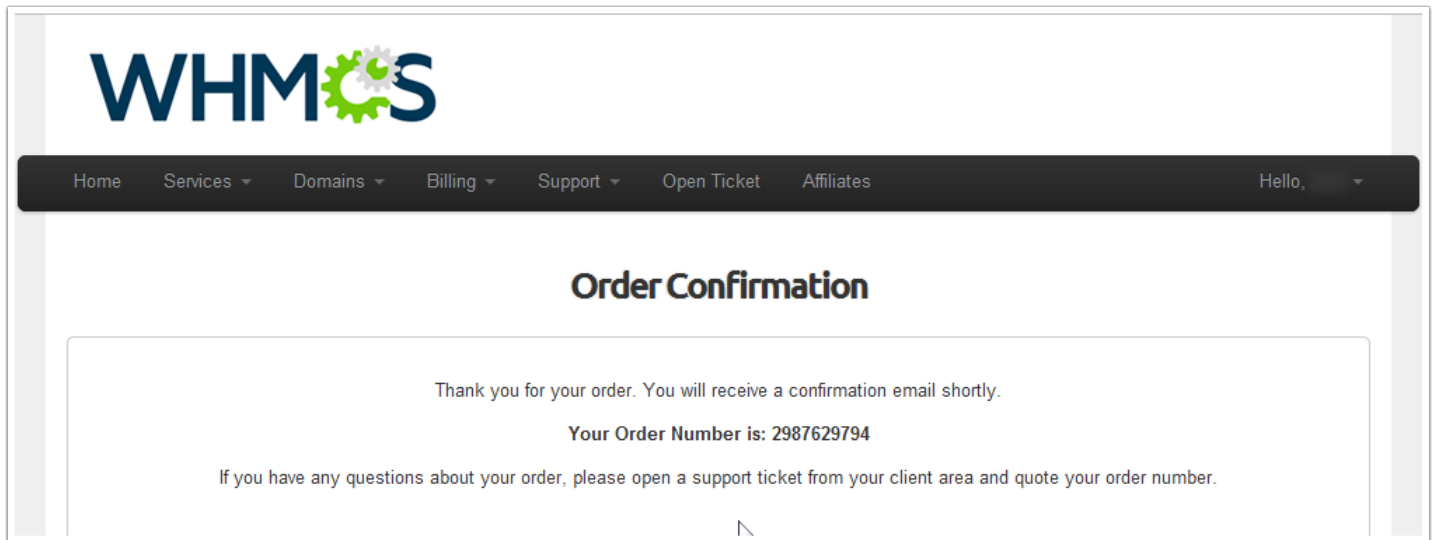 WHMCS
Home Services Domains Billing Support Open Ticket Affiliates Hello,
Order Confirmation
Thank you for your order. You will receive a confirmation email shortly.
Your Order Number is: 2987629794
If you have any questions about your order, please open a support ticket from your client area and quote your order number.